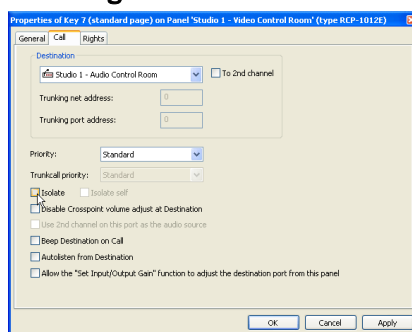 Properties of Key 7 (standard page) on Panel 'Studio 1 - Video Control Room' (type RCP-1012E)
General Call Rights
Destination
Studio 1 - Audio Control Room To 2nd channel
Trunking net address: 0
Trunking port address: 0
Priority: Standard
Trunkcall priority: Standard
Isolate Isolate self
Disable Crosspoint volume adjust at Destination
Use 2nd channel on this port as the audio source
Beep Destination on Call
Autolisten from Destination
Allow the "Set Input/Output Gain" function to adjust the destination port from this panel
OK Cancel Apply